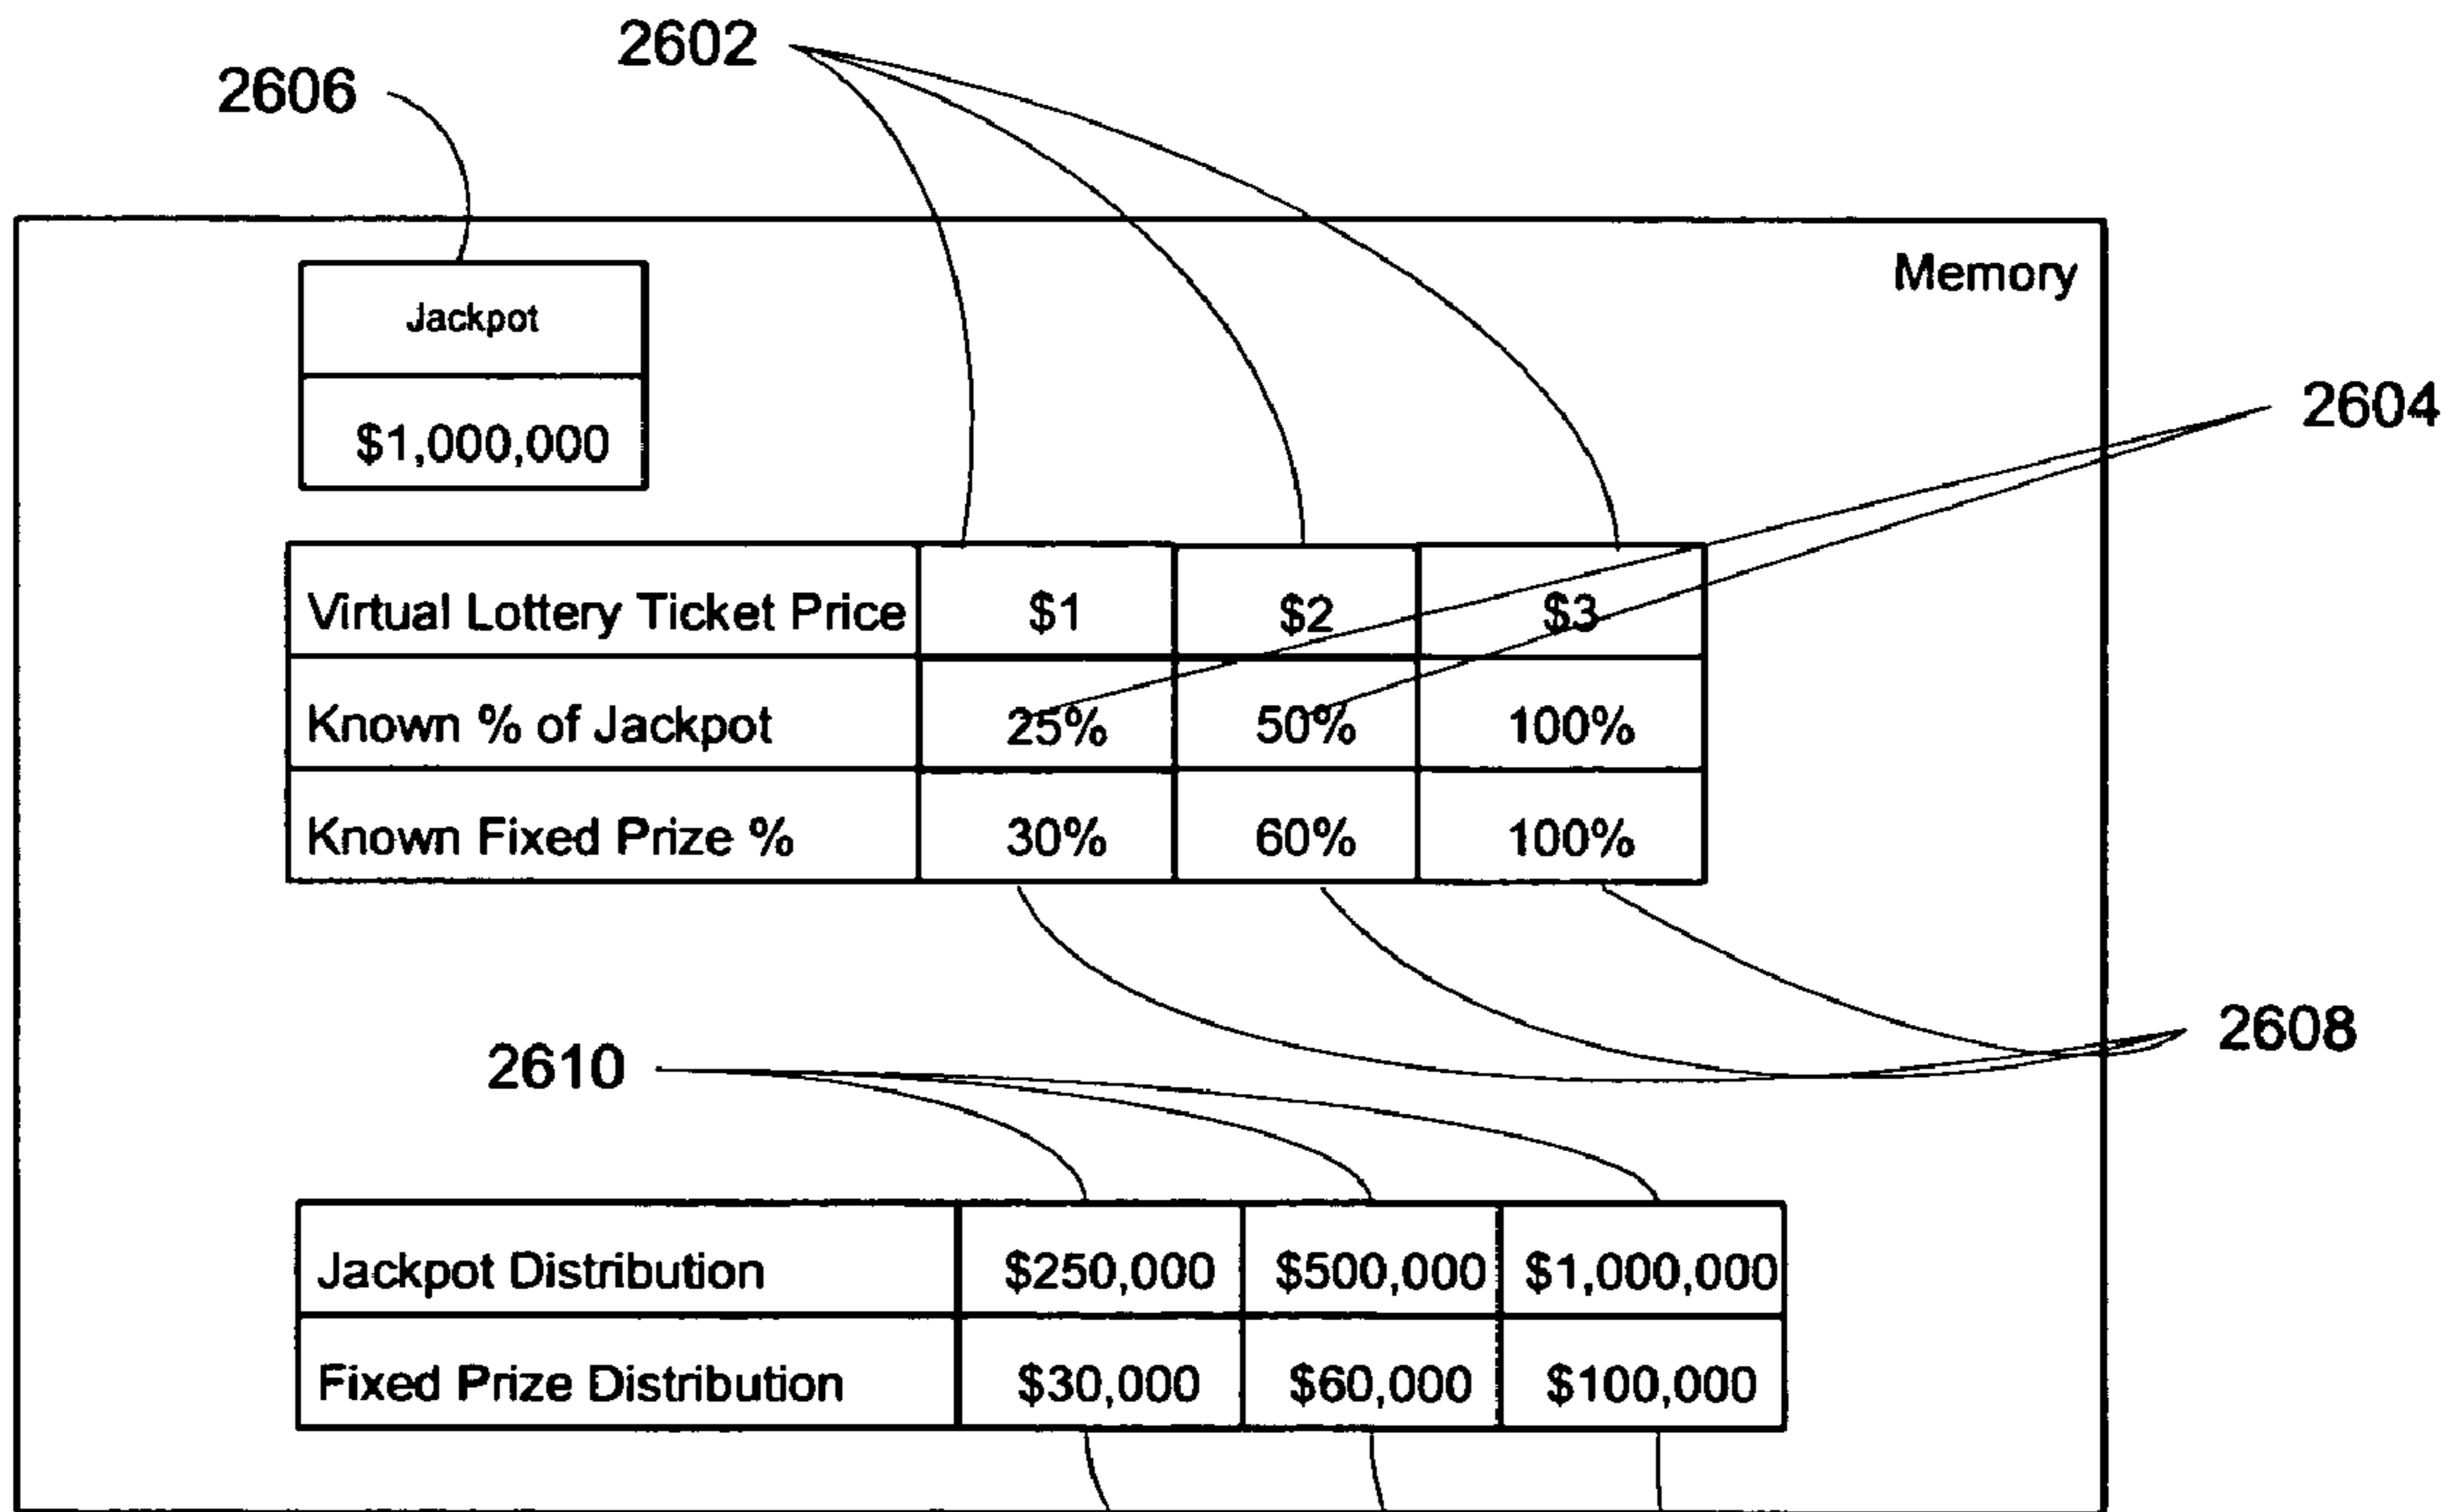 2602
2606
Memory
Jackpot
$1,000,000
2604
Virtual Lottery Ticket Price $1 $2 $3
Known % of Jackpot 25% 50% 100%
Known Fixed Prize % 30% 60% 100%
2608
2610
Jackpot Distribution $250,000 $500,000 $1,000,000
Fixed Prize Distribution $30,000 $60,000 $100,000